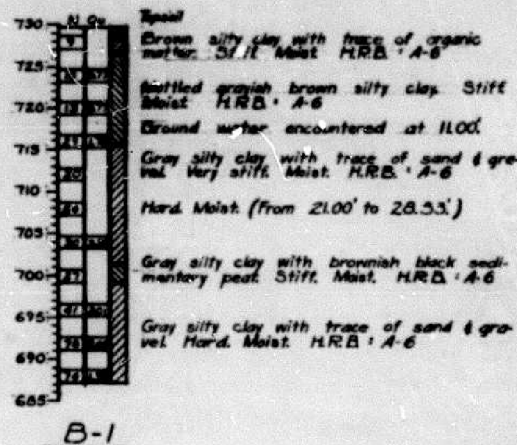 N Qu
730
725
720
715
710
705
700
695
690
685
Topsoil
Brown silty clay with trace of organic
matter. Stiff. Moist. H.R.B. = A-6
Mottled grayish brown silty clay. Stiff
Moist H.R.B. = A-6
Ground water encountered at 11.00'.
Gray silty clay with trace of sand & gra-
vel. Very stiff. Moist. H.R.B. = A-6
Hard. Moist. (From 21.00' to 28.55'.)
Gray silty clay with brownish black sedi-
mentary peat. Stiff. Moist. H.R.B. = A-6
Gray silty clay with trace of sand & gra-
vel. Hard. Moist. H.R.B. = A-6
B-1